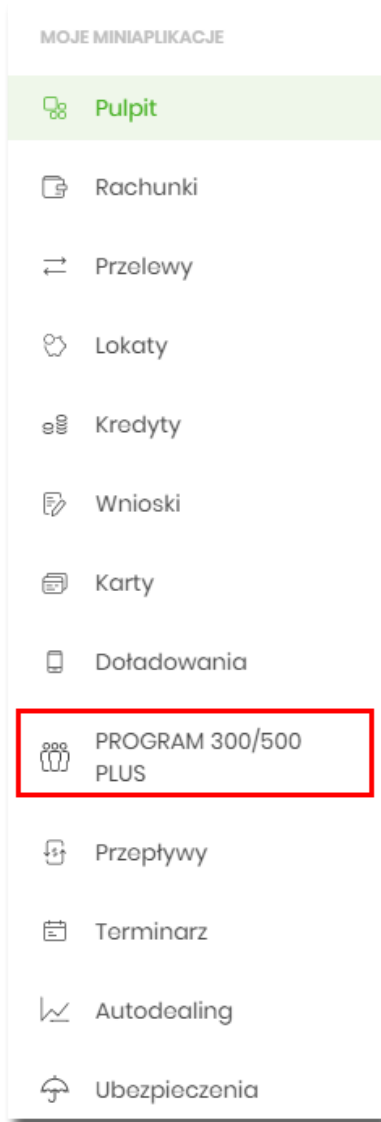 MOJE MINIAPLIKACJE
Pulpit
Rachunki
Przelewy
Lokaty
Kredyty
Wnioski
Karty
Doładowania
PROGRAM 300/500
PLUS
Przepływy
Terminarz
Autodealing
Ubezpieczenia